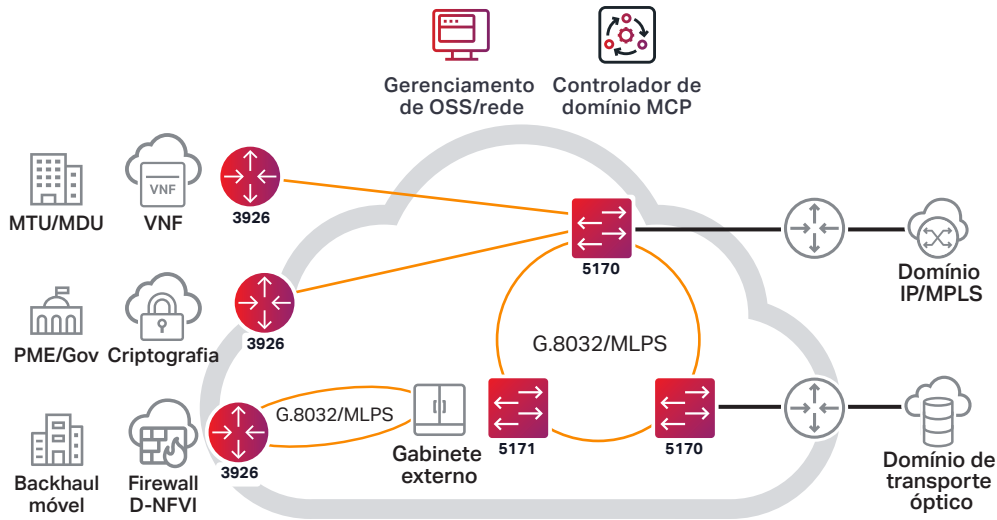 Gerenciamento
de OSS/rede
Controlador de
domínio MCP
MTU/MDU
VNF
VNF
3926
5170
Domínio
IP/MPLS
PME/Gov
Criptografia
3926
G.8032/MLPS
G.8032/MLPS
3926
Gabinete
externo
5171
5170
Backhaul
móvel
Firewall
D-NFVI
Domínio de
transporte
óptico